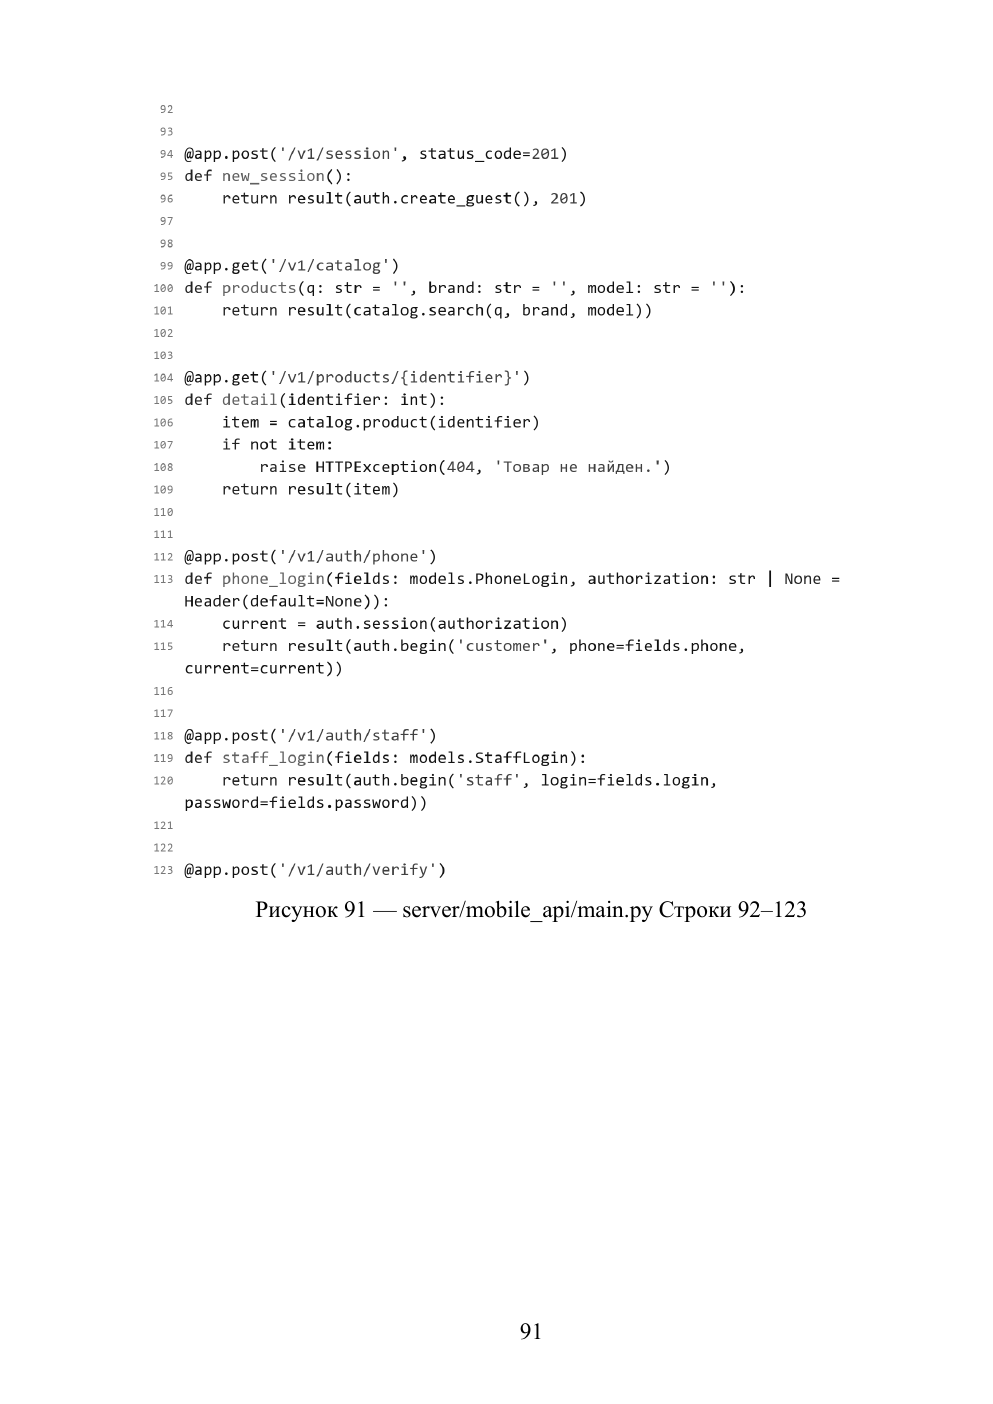 92
93
94 @app.post('/v1/session', status_code=201)
95 def new_session():
96     return result(auth.create_guest(), 201)
97
98
99 @app.get('/v1/catalog')
100 def products(q: str = '', brand: str = '', model: str = ''):
101     return result(catalog.search(q, brand, model))
102
103
104 @app.get('/v1/products/{identifier}')
105 def detail(identifier: int):
106     item = catalog.product(identifier)
107     if not item:
108         raise HTTPException(404, 'Товар не найден.')
109     return result(item)
110
111
112 @app.post('/v1/auth/phone')
113 def phone_login(fields: models.PhoneLogin, authorization: str | None =
Header(default=None)):
114     current = auth.session(authorization)
115     return result(auth.begin('customer', phone=fields.phone,
current=current))
116
117
118 @app.post('/v1/auth/staff')
119 def staff_login(fields: models.StaffLogin):
120     return result(auth.begin('staff', login=fields.login,
password=fields.password))
121
122
123 @app.post('/v1/auth/verify')
Рисунок 91 — server/mobile_api/main.py Строки 92–123
91